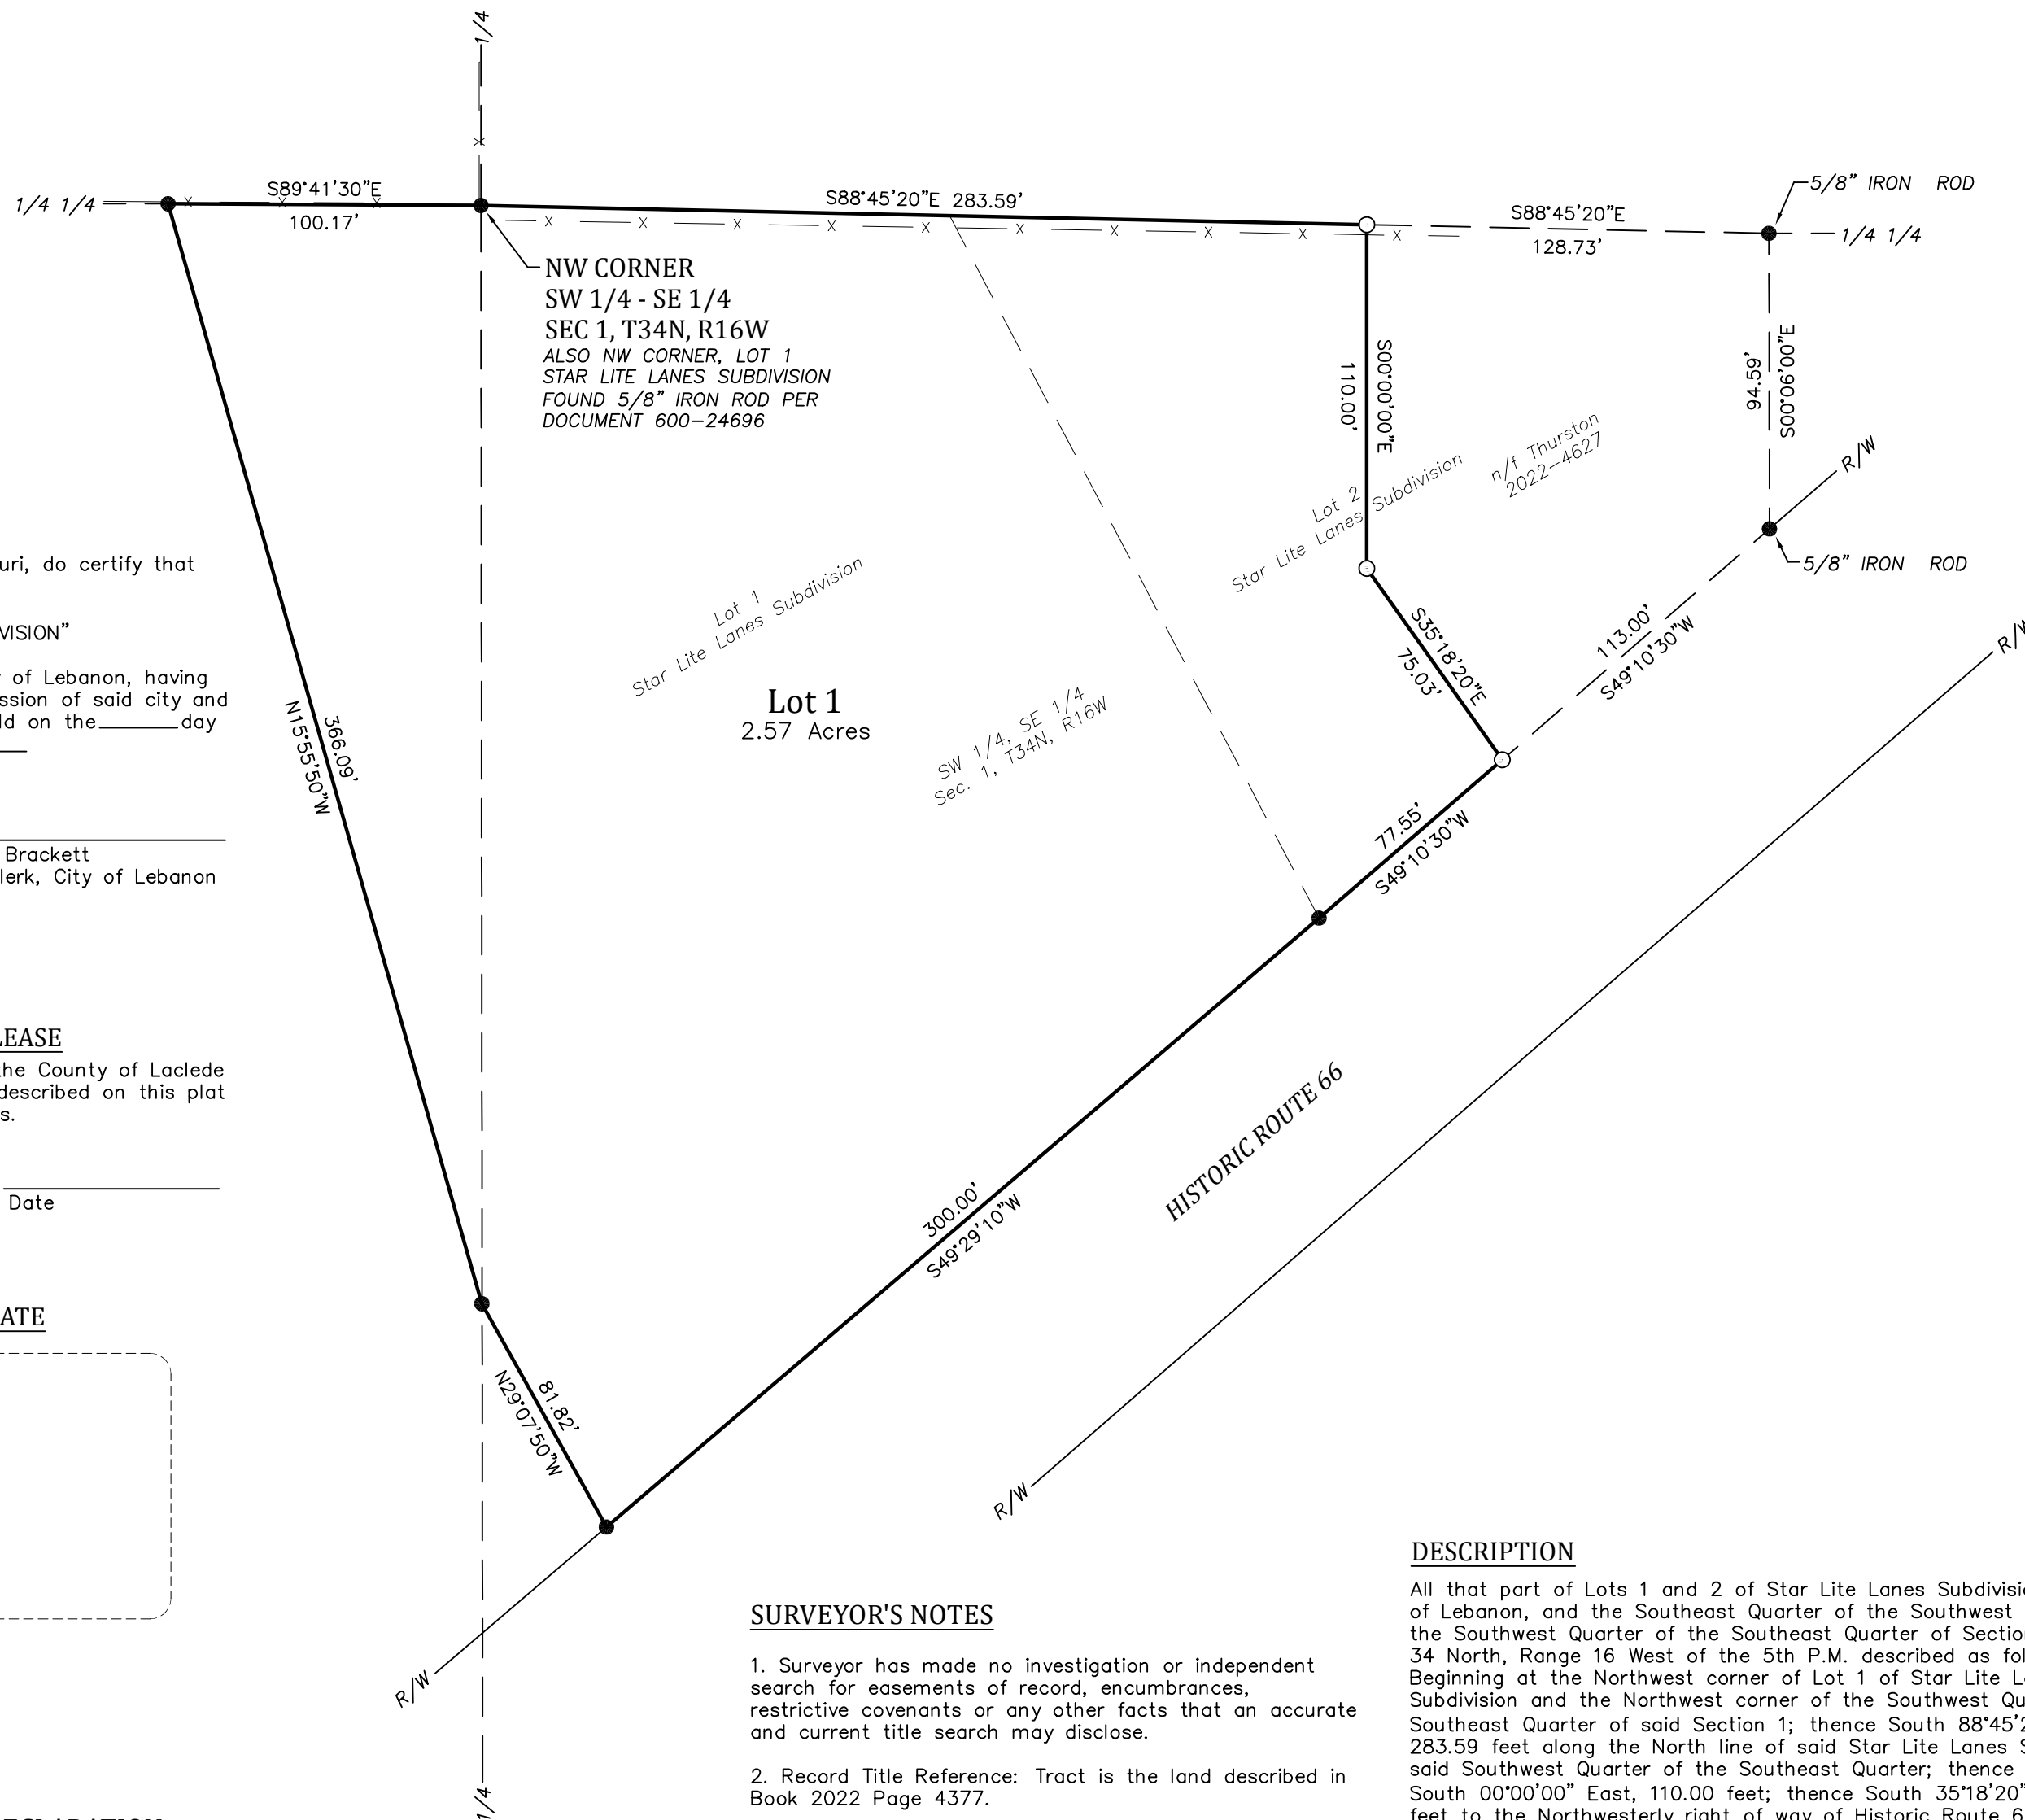 1/4
1/4 1/4
S89°41'30"E
100.17'
S88°45'20"E 283.59'
S88°45'20"E
128.73'
5/8" IRON ROD
1/4 1/4
NW CORNER
SW 1/4 - SE 1/4
SEC 1, T34N, R16W
ALSO NW CORNER, LOT 1
STAR LITE LANES SUBDIVISION
FOUND 5/8" IRON ROD PER
DOCUMENT 600-24696
S00°00'00"E
110.00'
94.59'
S00°06'00"E
R/W
5/8" IRON ROD
n/f Thurston
2022-4627
Lot 2
Star Lite Lanes Subdivision
Lot 1
Star Lite Lanes Subdivision
S35°18'20"E
75.03'
113.00'
S49°10'30"W
R/W
Lot 1
2.57 Acres
SW 1/4, SE 1/4
Sec. 1, T34N, R16W
366.09'
N15°55'50"W
77.55'
S49°10'30"W
300.00'
S49°29'10"W
HISTORIC ROUTE 66
81.82'
N29°07'50"W
R/W
R/W
1/4
uri, do certify that
VISION"
of Lebanon, having
ssion of said city and
ld on the_______day
Brackett
lerk, City of Lebanon
LEASE
the County of Laclede
described on this plat
s.
Date
ATE
SURVEYOR'S NOTES
1. Surveyor has made no investigation or independent
search for easements of record, encumbrances,
restrictive covenants or any other facts that an accurate
and current title search may disclose.
2. Record Title Reference: Tract is the land described in
Book 2022 Page 4377.
DESCRIPTION
All that part of Lots 1 and 2 of Star Lite Lanes Subdivisi
of Lebanon, and the Southeast Quarter of the Southwest
the Southwest Quarter of the Southeast Quarter of Section
34 North, Range 16 West of the 5th P.M. described as fol
Beginning at the Northwest corner of Lot 1 of Star Lite L
Subdivision and the Northwest corner of the Southwest Qu
Southeast Quarter of said Section 1; thence South 88°45'2
283.59 feet along the North line of said Star Lite Lanes S
said Southwest Quarter of the Southeast Quarter; thence
South 00°00'00" East, 110.00 feet; thence South 35°18'20"
feet to the Northwesterly right of way of Historic Route 6